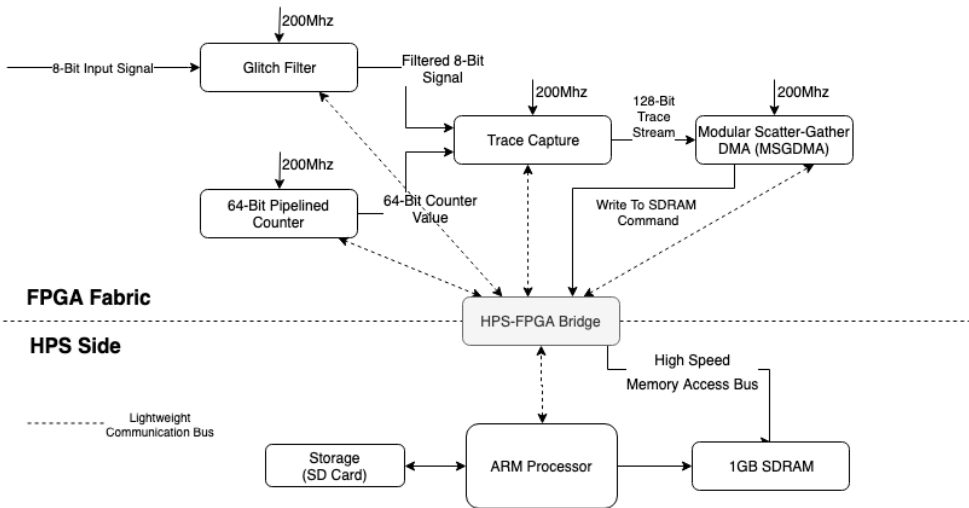 200Mhz
8-Bit Input Signal
Glitch Filter
Filtered 8-Bit
Signal
200Mhz
200Mhz
128-Bit
Trace
Stream
Trace Capture
Modular Scatter-Gather
DMA (MSGDMA)
200Mhz
64-Bit Pipelined
Counter
64-Bit Counter
Value
Write To SDRAM
Command
FPGA Fabric
HPS-FPGA Bridge
HPS Side
High Speed
Memory Access Bus
Lightweight
Communication Bus
Storage
(SD Card)
ARM Processor
1GB SDRAM